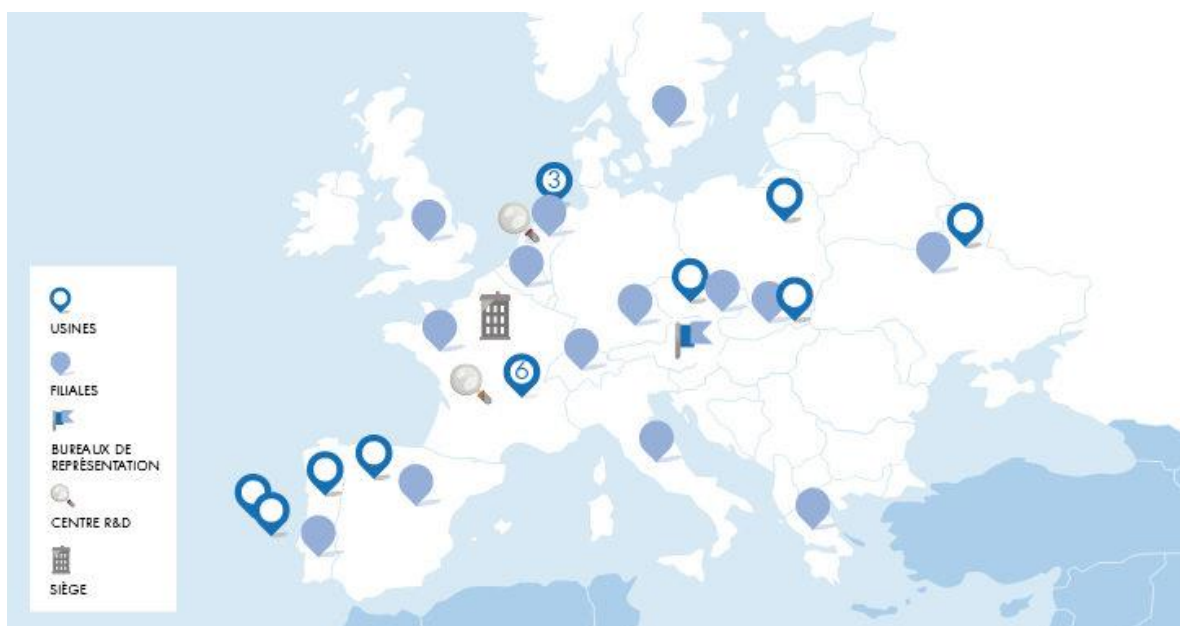 3
6
USINES
FILIALES
BUREAUX DE
REPRÉSENTATION
CENTRE R&D
SIÈGE